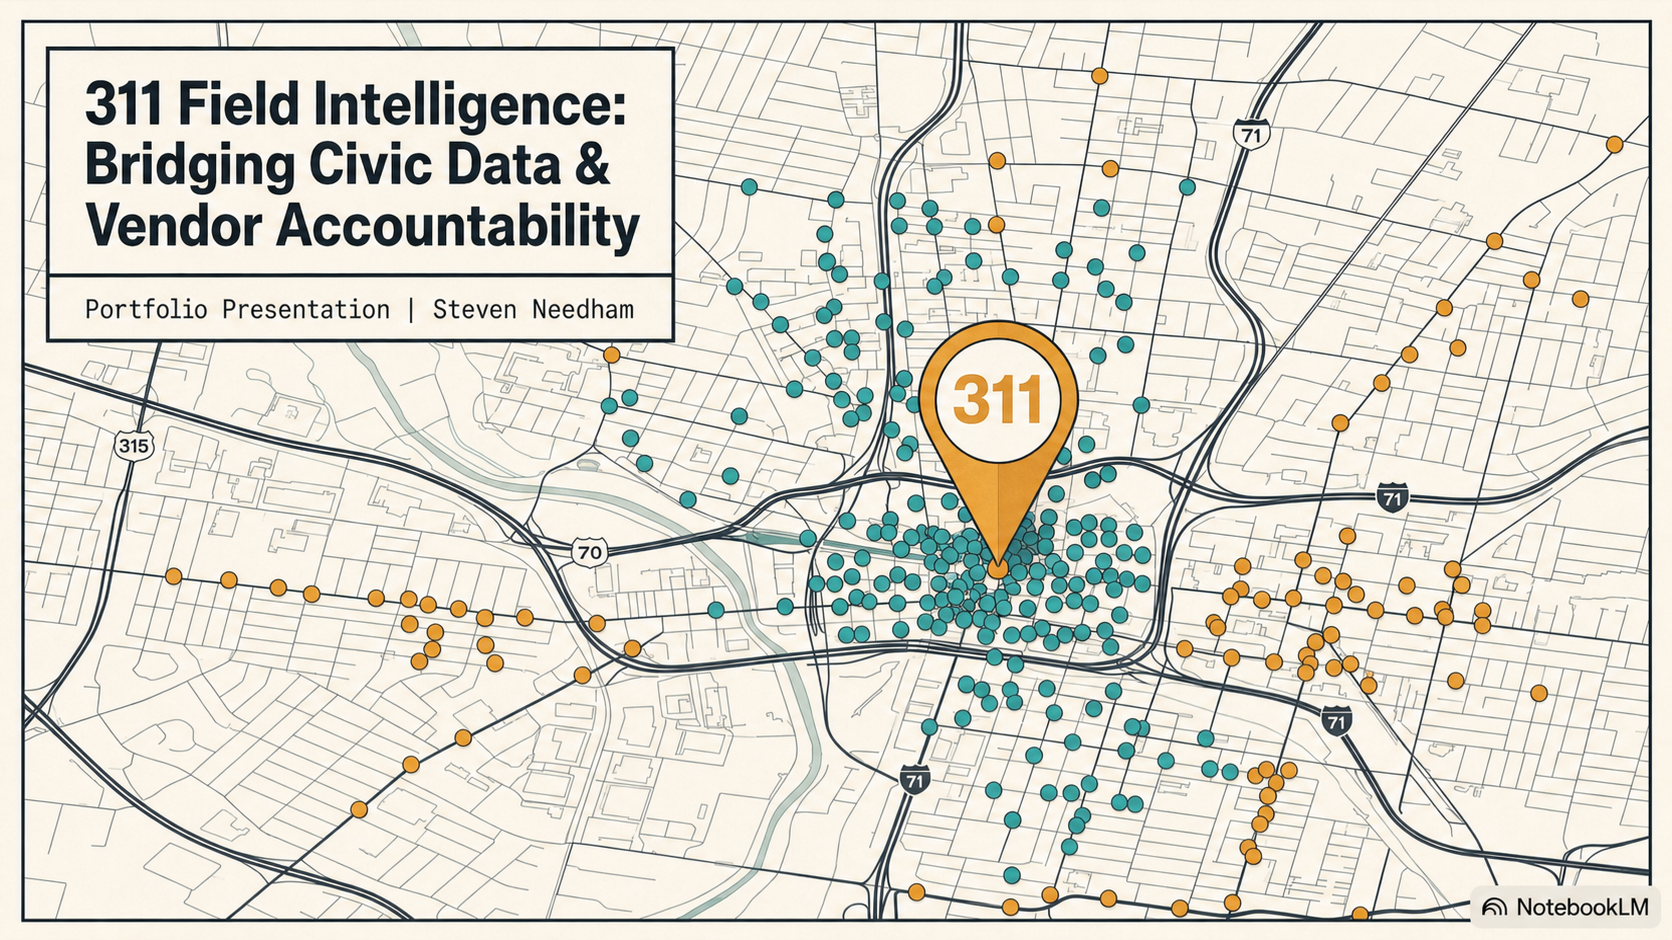 311 Field Intelligence:
Bridging Civic Data &
Vendor Accountability
Portfolio Presentation | Steven Needham
71
311
315
71
70
71
71
NotebookLM